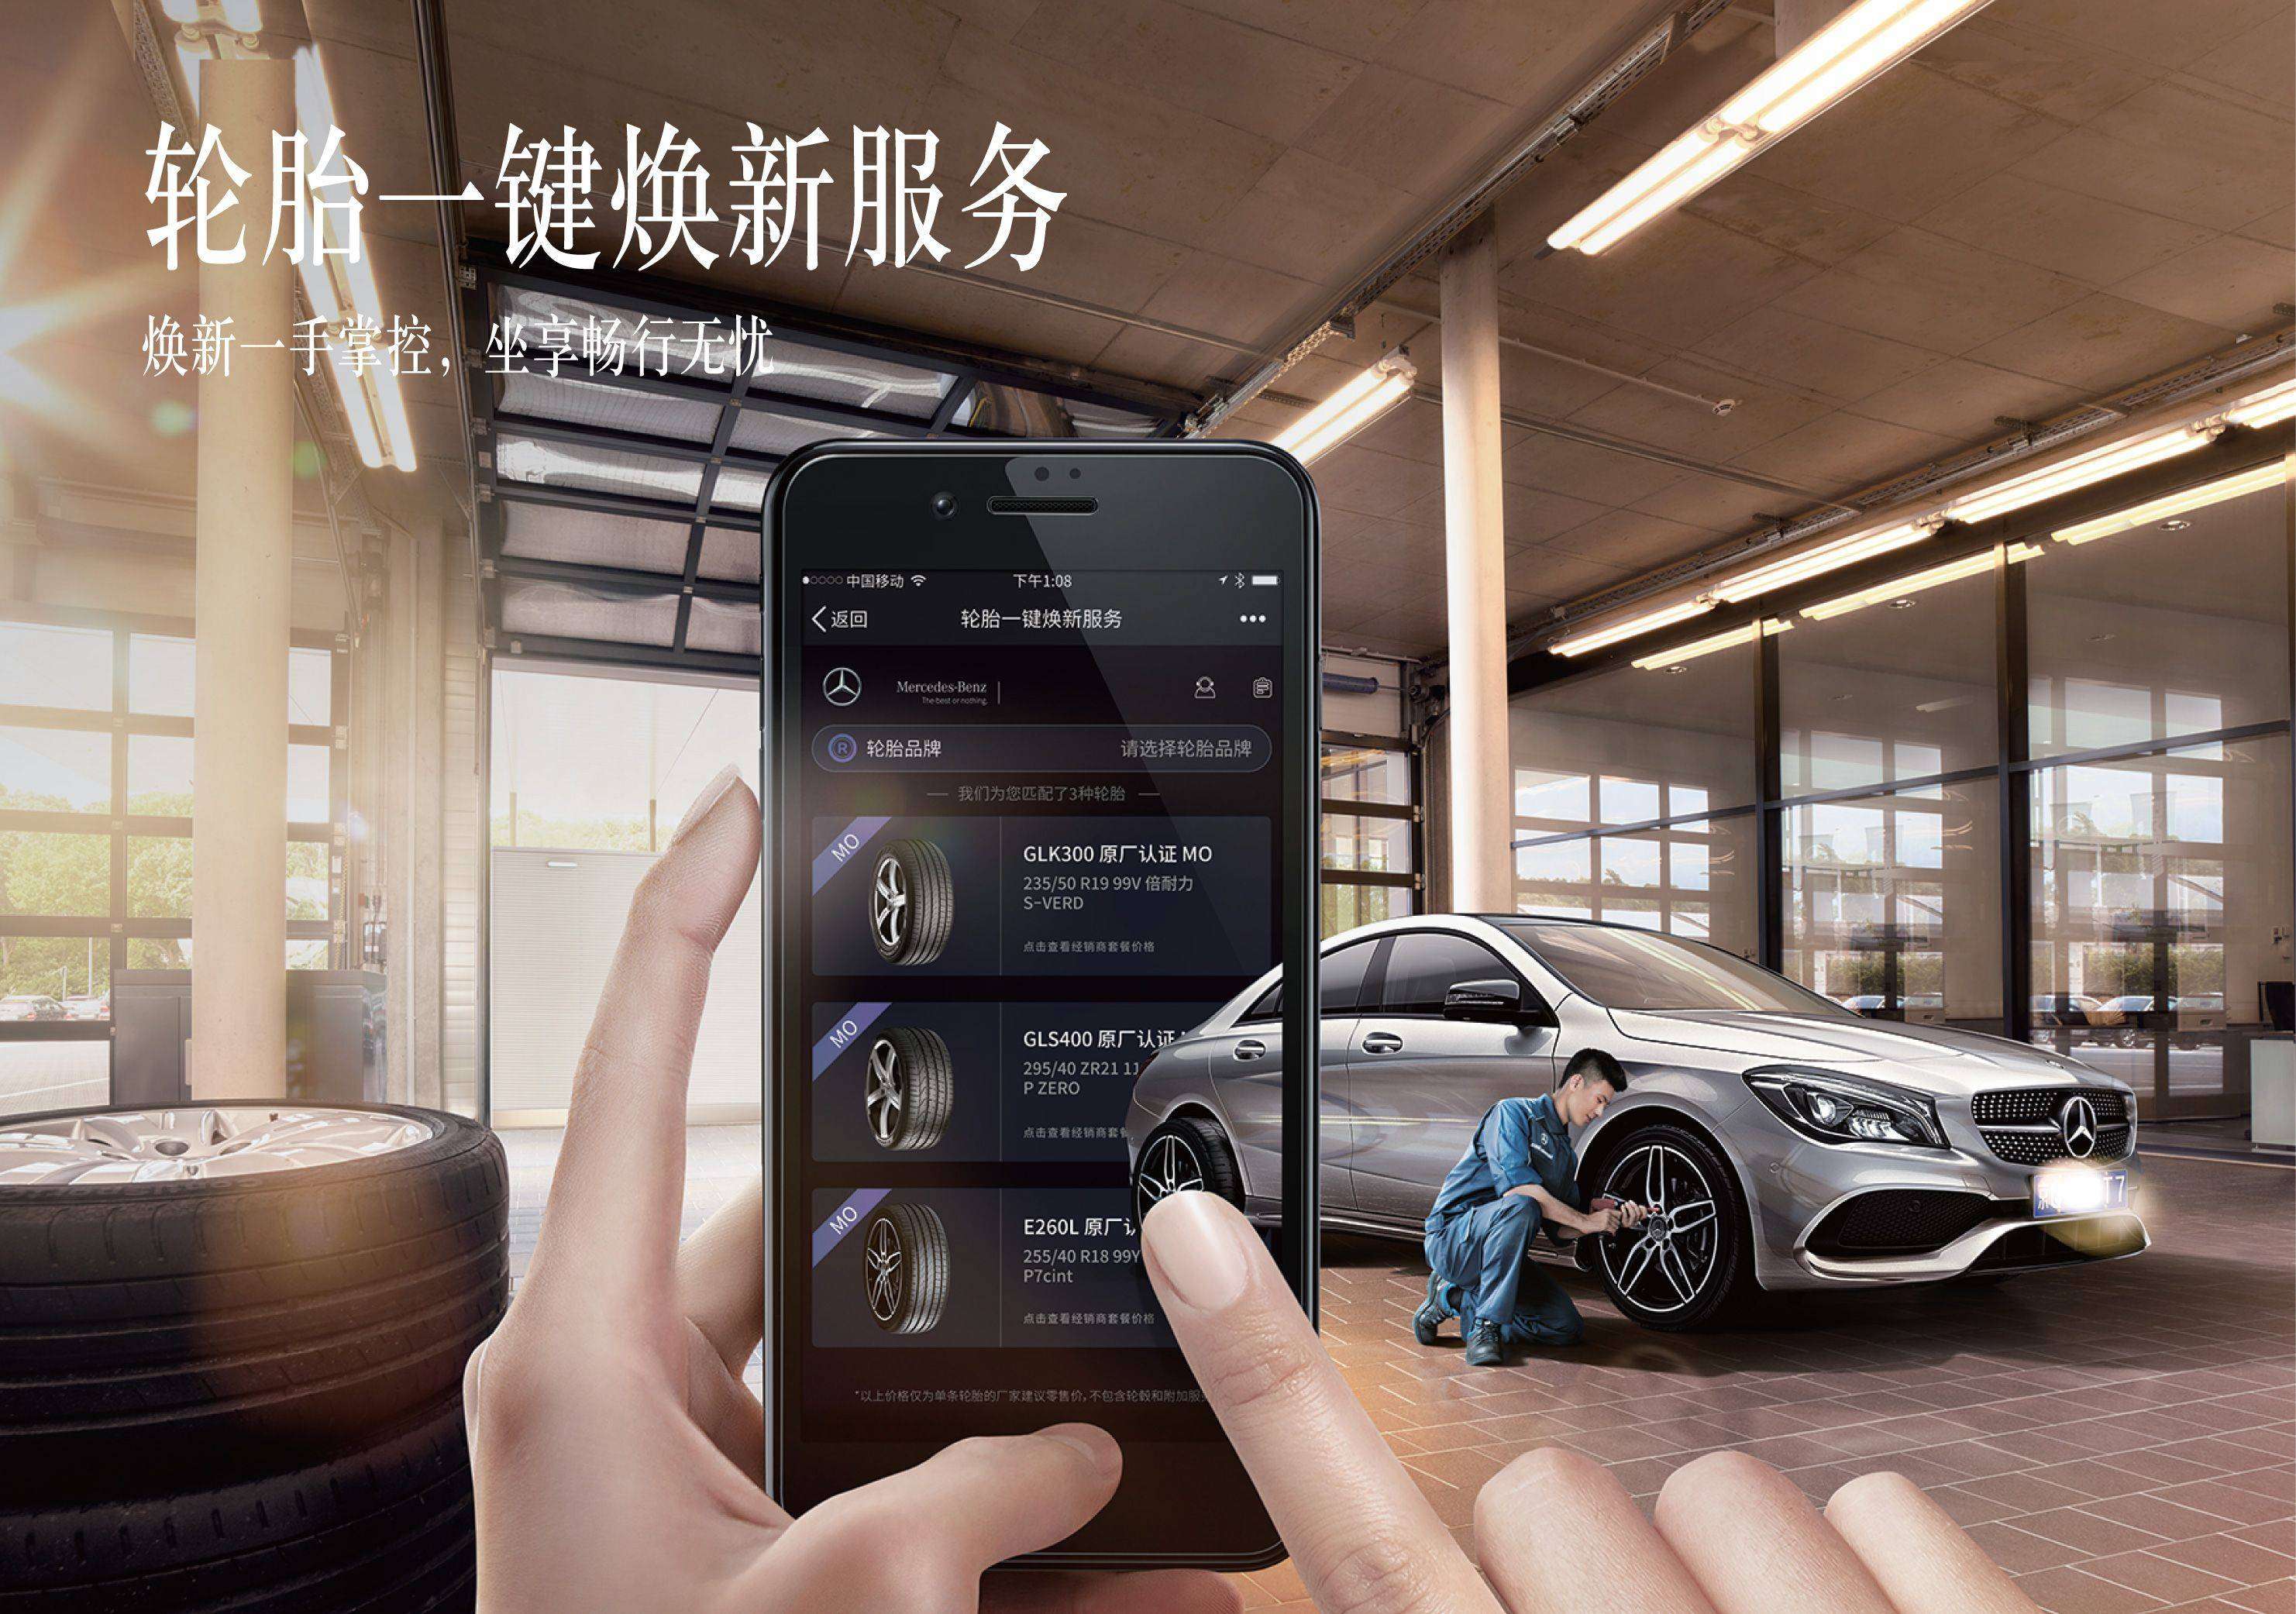 轮胎一键焕新服务
焕新一手掌控，坐享畅行无忧
中国移动 下午1:08
返回 轮胎一键焕新服务
Mercedes-Benz
The best or nothing.
R 轮胎品牌 请选择轮胎品牌
我们为您匹配了3种轮胎
MO
GLK300 原厂认证 MO
235/50 R19 99V 倍耐力
S-VERD
点击查看经销商套餐价格
MO
GLS400 原厂认证
295/40 ZR21 11
P ZERO
点击查看经销商套餐
MO
E260L 原厂认
255/40 R18 99Y
P7cint
点击查看经销商套餐价格
*以上价格仅为单条轮胎的厂家建议零售价，不包含轮毂和附加服
T7